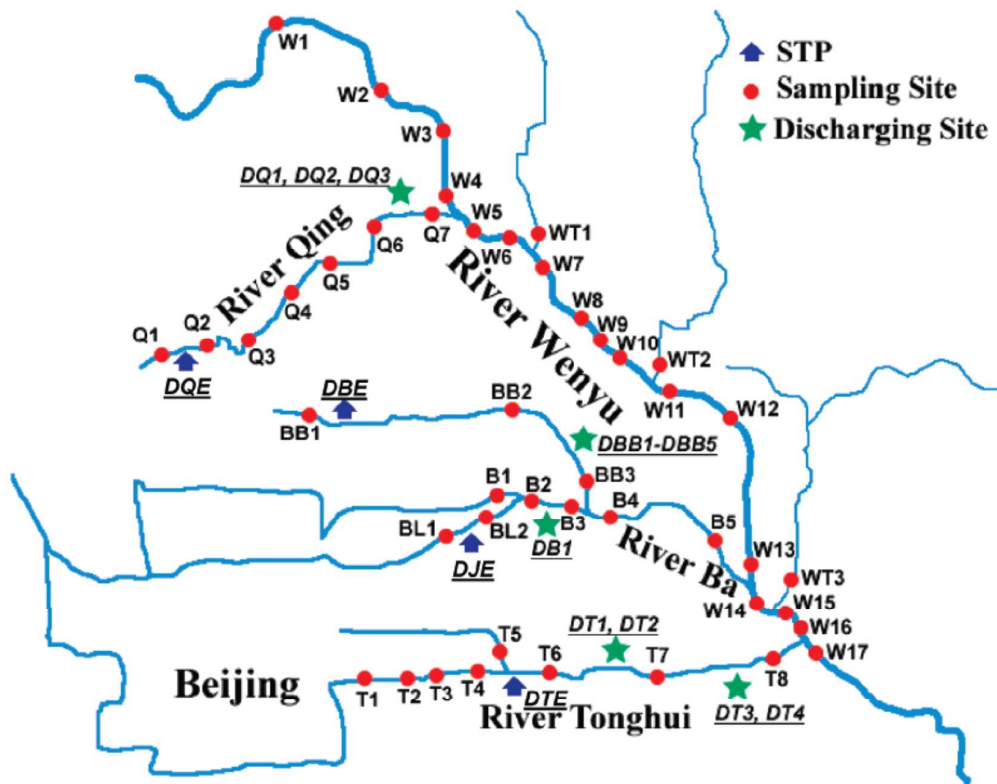 W1
STP
W2
Sampling Site
W3
Discharging Site
DQ1, DQ2, DQ3
W4
Q7
W5
WT1
Q6
W6
W7
River Qing
Q5
River Wenyu
Q4
W8
W9
Q1
Q2
Q3
W10
WT2
DQE
DBE
BB2
W11
W12
BB1
DBB1-DBB5
BB3
B1
B2
B3
B4
B5
BL1
BL2
DB1
River Ba
W13
DJE
WT3
W14
W15
DT1, DT2
W16
T5
T6
T7
W17
Beijing
T1
T2
T3
T4
T8
DTE
River Tonghui
DT3, DT4